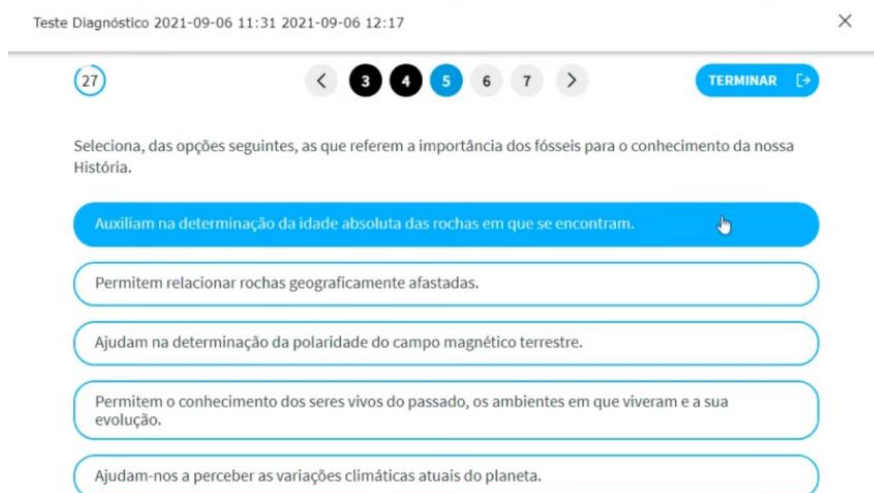 Teste Diagnóstico 2021-09-06 11:31 2021-09-06 12:17
27
3 4 5 6 7
TERMINAR
Seleciona, das opções seguintes, as que referem a importância dos fósseis para o conhecimento da nossa
História.
Auxiliam na determinação da idade absoluta das rochas em que se encontram.
Permitem relacionar rochas geograficamente afastadas.
Ajudam na determinação da polaridade do campo magnético terrestre.
Permitem o conhecimento dos seres vivos do passado, os ambientes em que viveram e a sua
evolução.
Ajudam-nos a perceber as variações climáticas atuais do planeta.